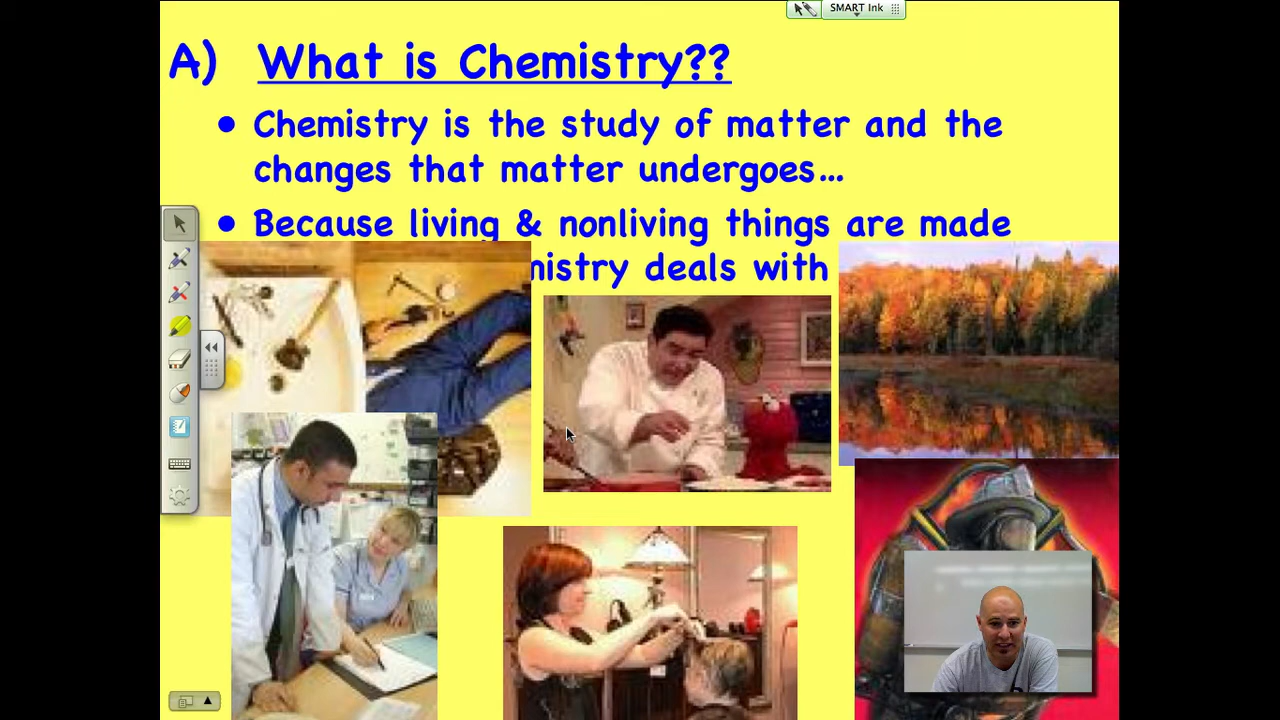 SMART Ink
A) What is Chemistry??
• Chemistry is the study of matter and the
changes that matter undergoes…
• Because living & nonliving things are made
mistry deals with